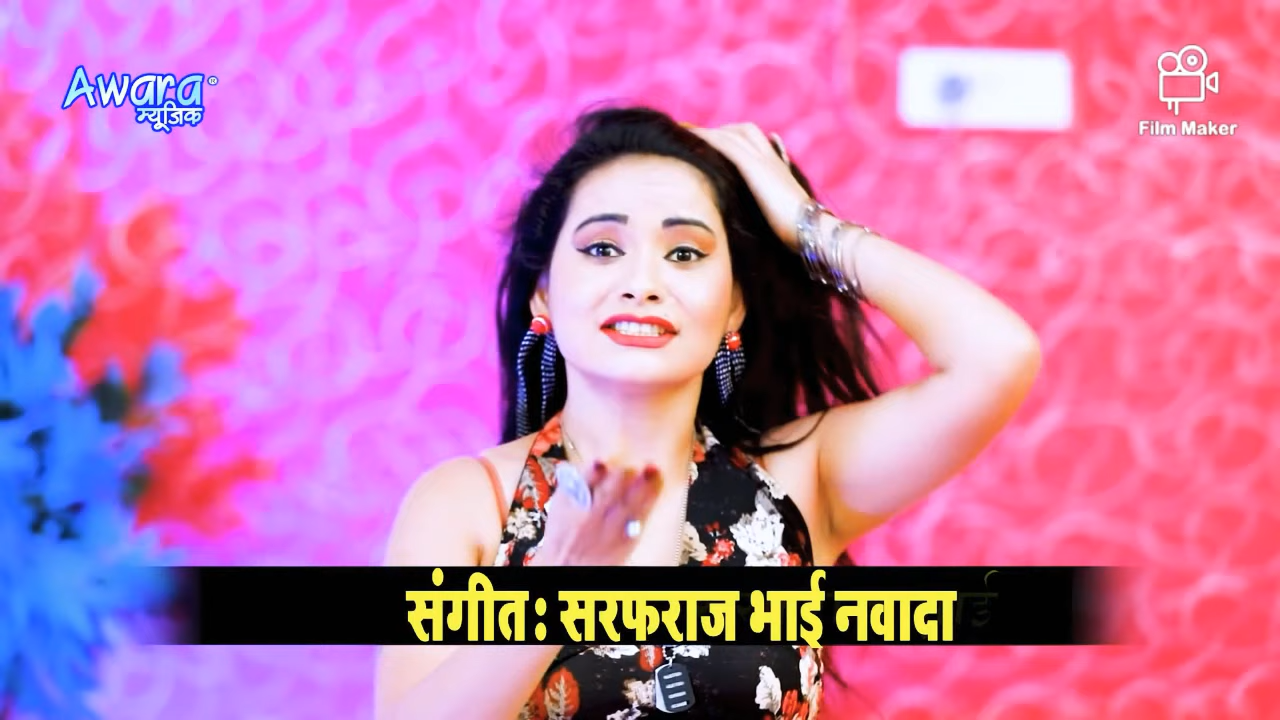 Awara®
म्यूजिक
Film Maker
संगीत : सरफराज भाई नवादा